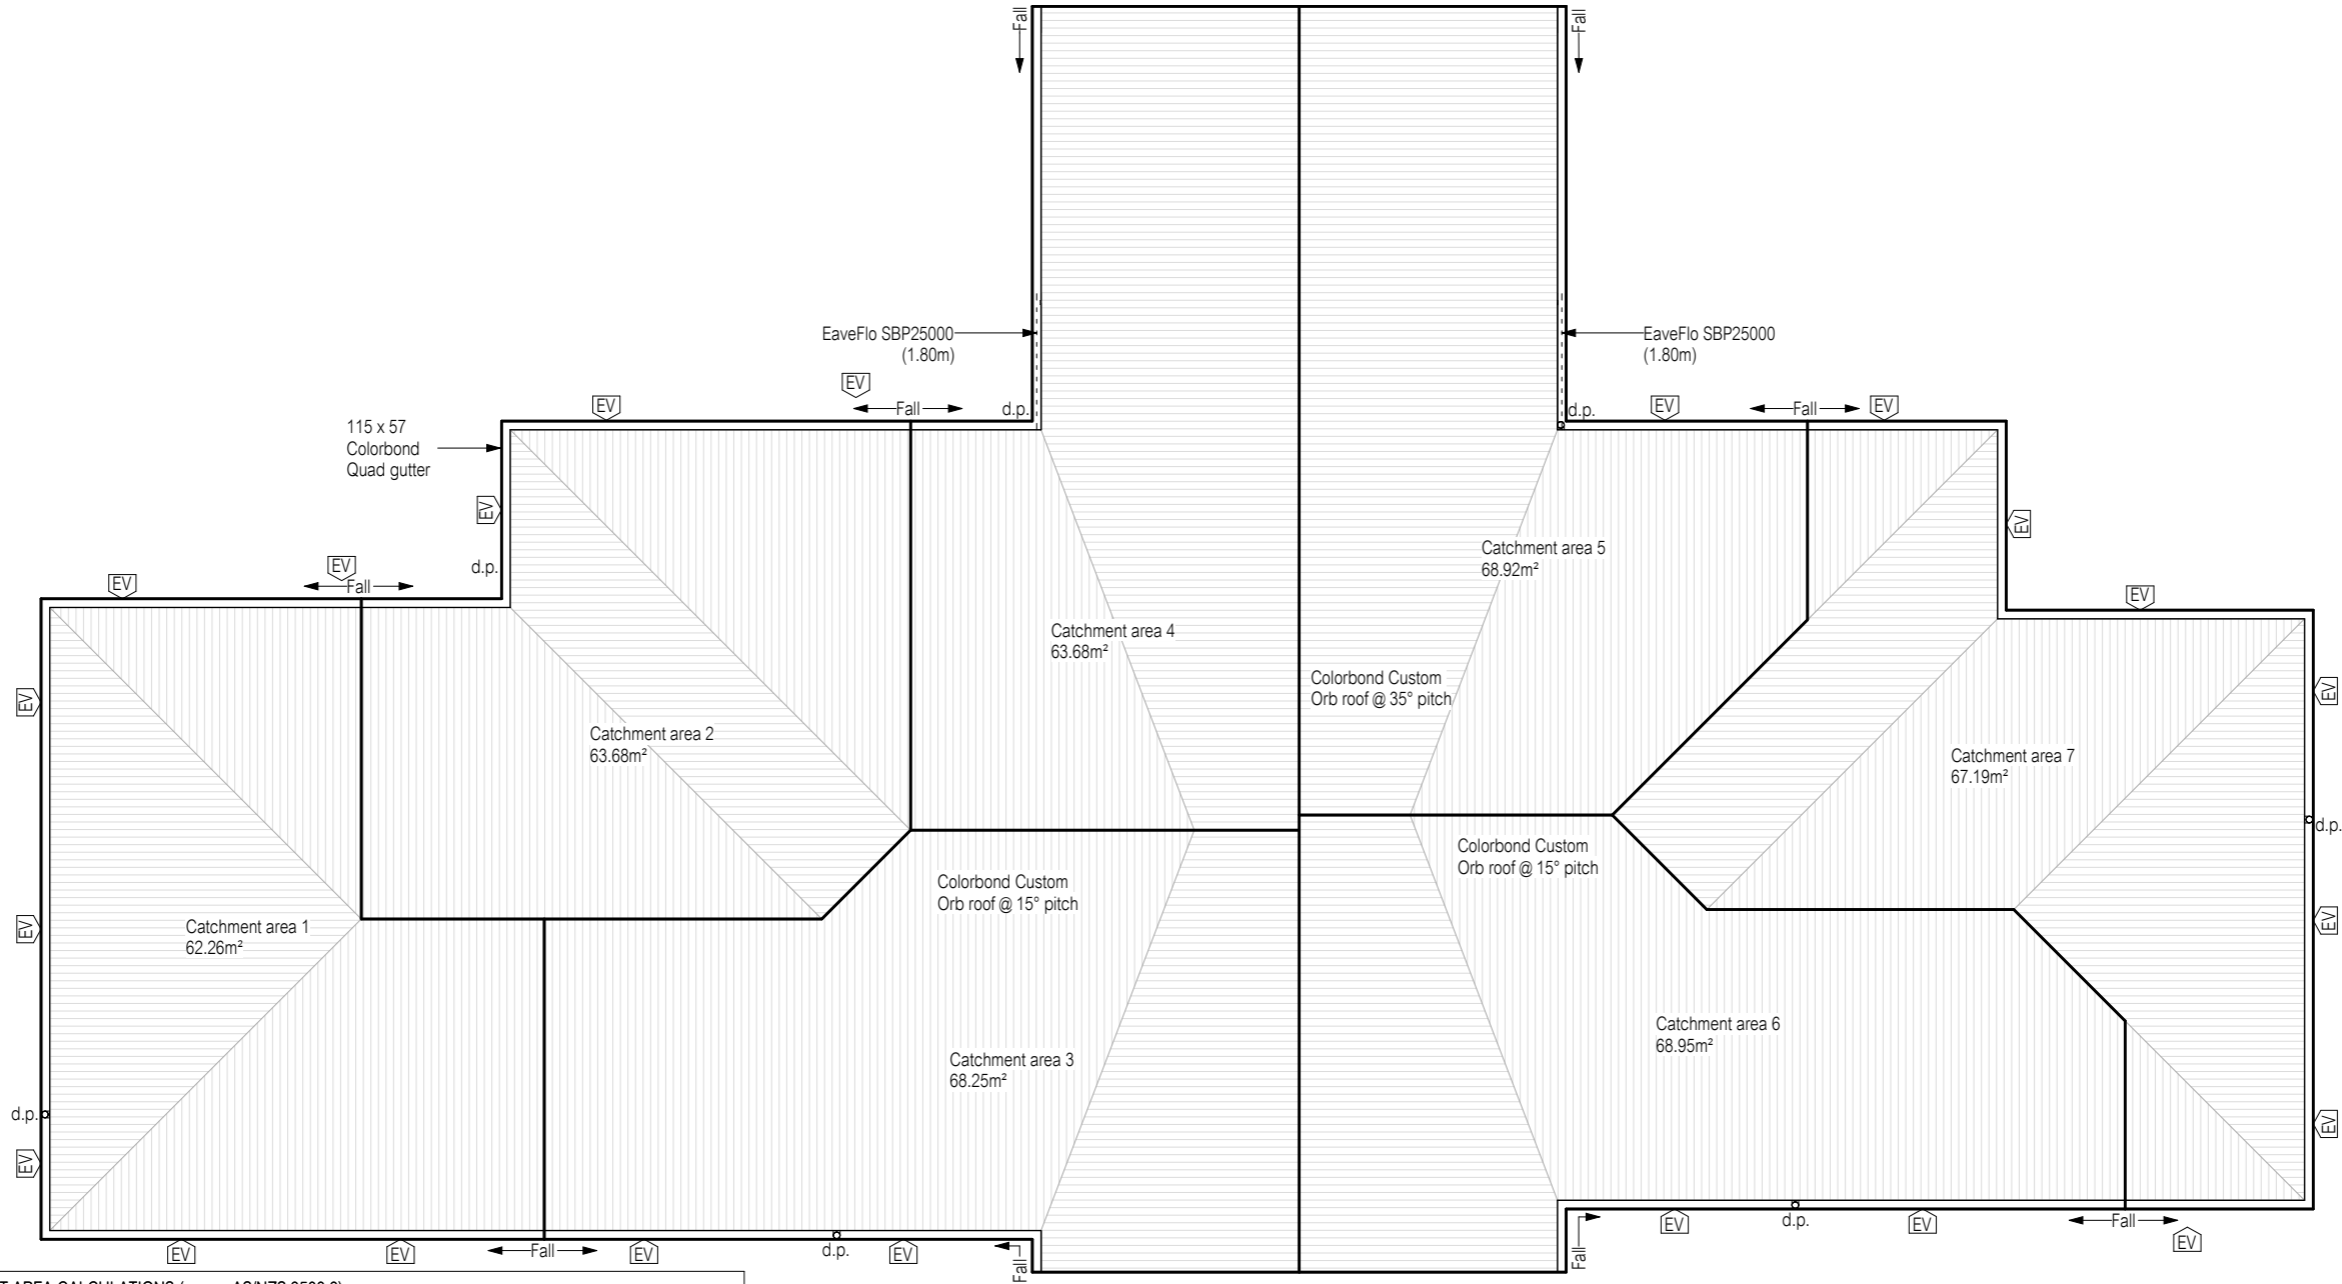 Fall
Fall
EaveFlo SBP25000
(1.80m)
EaveFlo SBP25000
(1.80m)
EV
EV
Fall
d.p.
d.p.
EV
Fall
EV
115 x 57
Colorbond
Quad gutter
EV
EV
d.p.
EV
EV
Fall
EV
Catchment area 5
68.92m²
Catchment area 4
63.68m²
Colorbond Custom
Orb roof @ 35° pitch
EV
EV
Catchment area 2
63.68m²
Catchment area 7
67.19m²
d.p.
Colorbond Custom
Orb roof @ 15° pitch
Colorbond Custom
Orb roof @ 15° pitch
Catchment area 1
62.26m²
EV
EV
Catchment area 6
68.95m²
Catchment area 3
68.25m²
d.p.
EV
EV
EV
EV
Fall
EV
d.p.
EV
Fall
Fall
EV
d.p.
EV
Fall
EV